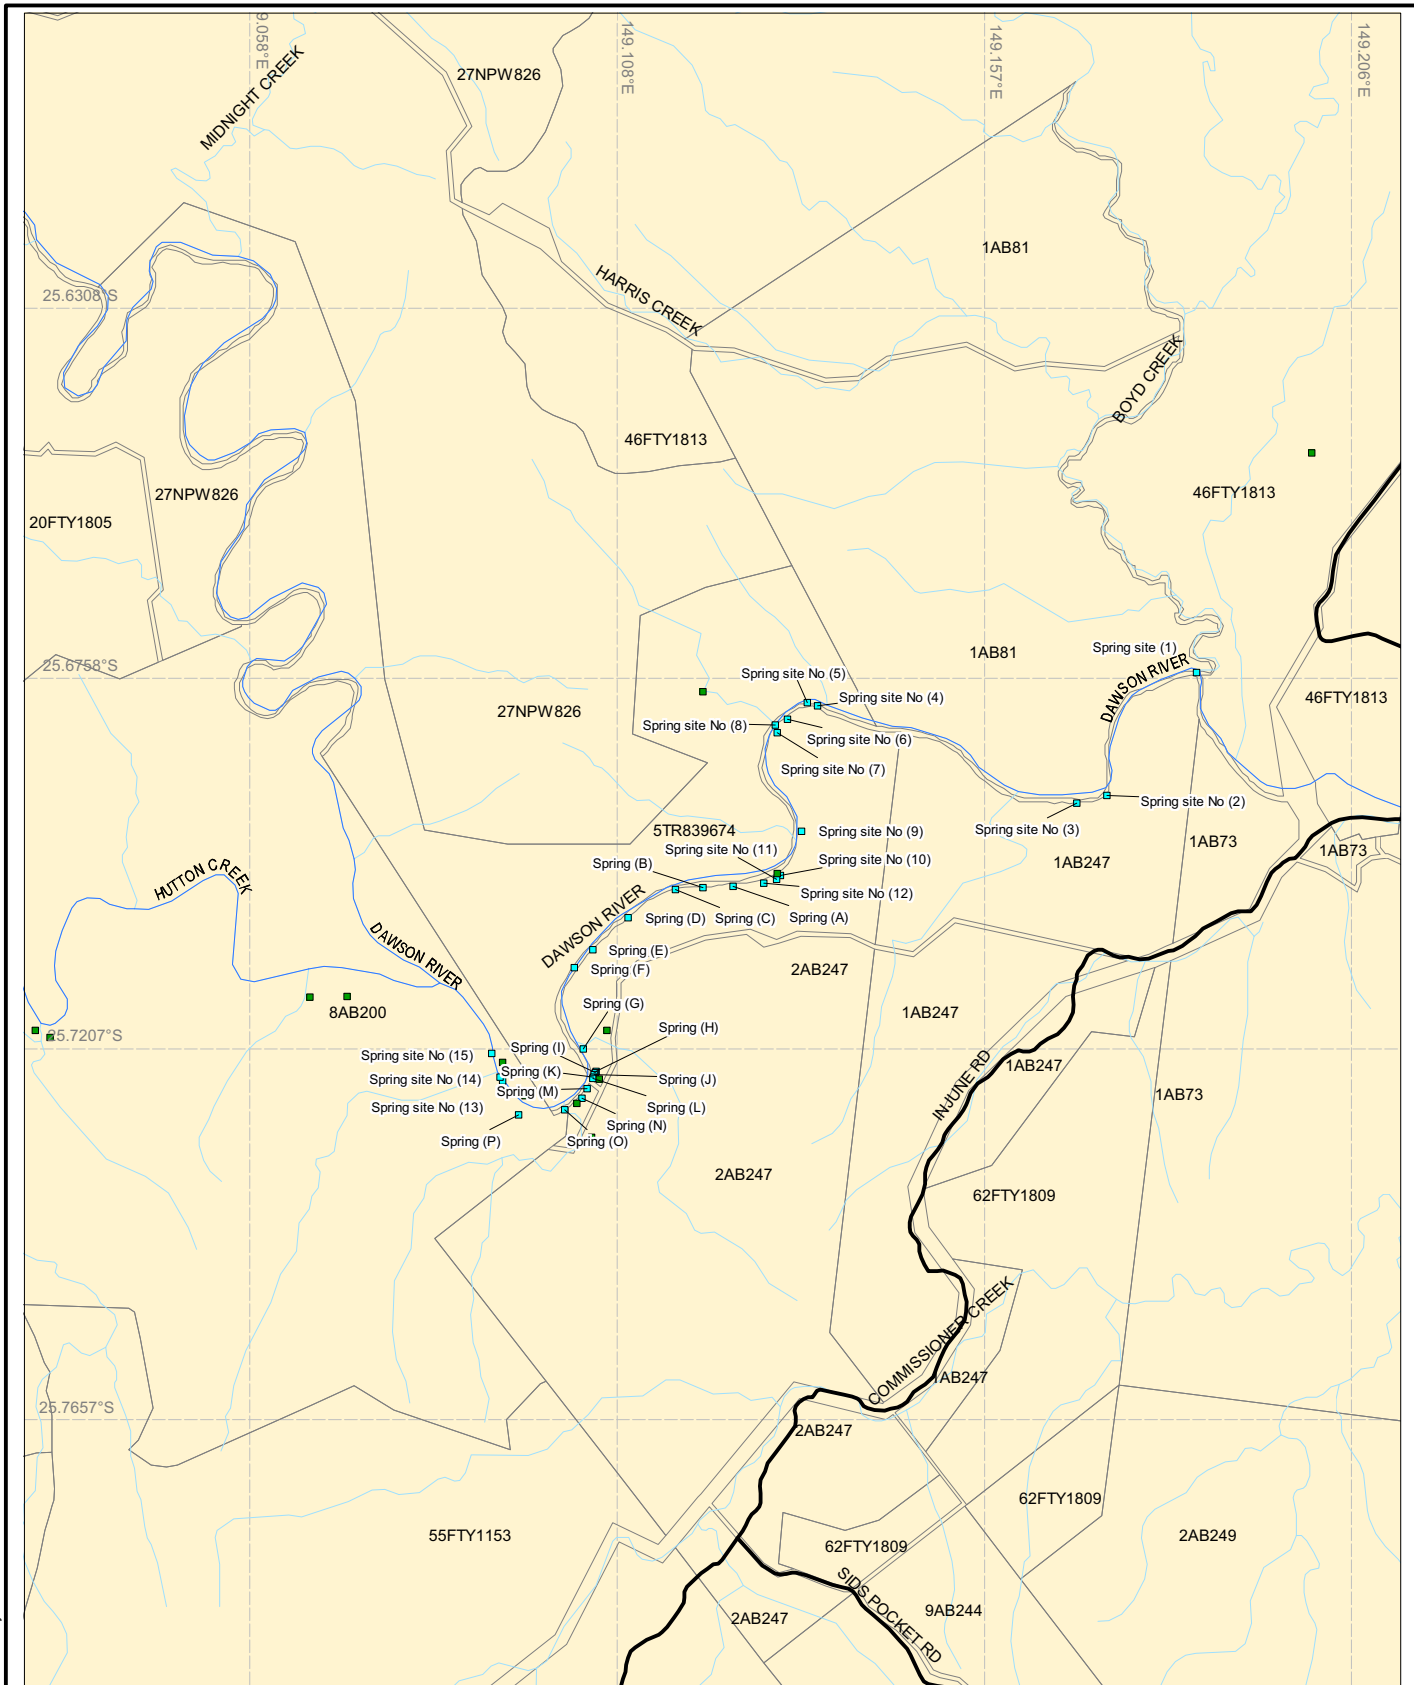 9.058°E
149.108°E
149.157°E
149.206°E
MIDNIGHT CREEK
27NPW826
1AB81
HARRIS CREEK
25.6308°S
BOYD CREEK
46FTY1813
27NPW826
20FTY1805
46FTY1813
Spring site (1)
1AB81
25.6758°S
DAWSON RIVER
Spring site No (5)
Spring site No (4)
46FTY1813
27NPW826
Spring site No (8)
Spring site No (6)
Spring site No (7)
Spring site No (2)
Spring site No (3)
5TR839674
Spring site No (9)
1AB73
1AB73
Spring site No (11)
Spring site No (10)
1AB247
Spring (B)
HUTTON CREEK
Spring site No (12)
Spring (D)
Spring (C)
Spring (A)
DAWSON RIVER
DAWSON RIVER
Spring (E)
Spring (F)
2AB247
Spring (G)
8AB200
1AB247
Spring (H)
25.7207°S
Spring (I)
Spring site No (15)
1AB247
Spring (K)
Spring (J)
Spring site No (14)
Spring (M)
INJUNE RD
1AB73
Spring site No (13)
Spring (L)
Spring (N)
Spring (P)
Spring (O)
2AB247
62FTY1809
COMMISSIONER CREEK
1AB247
25.7657°S
2AB247
62FTY1809
55FTY1153
62FTY1809
2AB249
SIDS POCKET RD
9AB244
2AB247